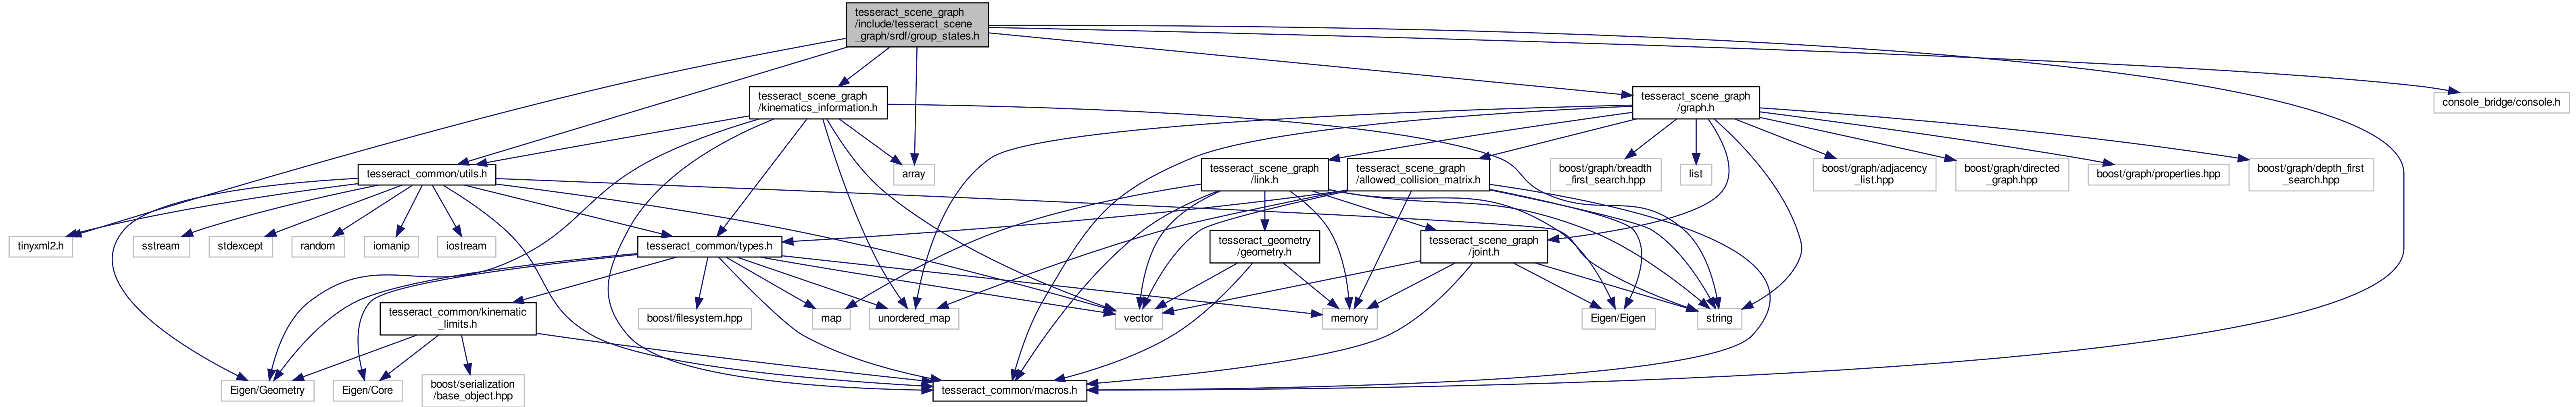 tesseract_scene_graph
/include/tesseract_scene
_graph/srdf/group_states.h
tesseract_scene_graph
/kinematics_information.h
tesseract_scene_graph
/graph.h
console_bridge/console.h
tesseract_common/utils.h
array
tesseract_scene_graph
/link.h
tesseract_scene_graph
/allowed_collision_matrix.h
boost/graph/breadth
_first_search.hpp
list
boost/graph/adjacency
_list.hpp
boost/graph/directed
_graph.hpp
boost/graph/properties.hpp
boost/graph/depth_first
_search.hpp
tinyxml2.h
sstream
stdexcept
random
iomanip
iostream
tesseract_common/types.h
tesseract_geometry
/geometry.h
tesseract_scene_graph
/joint.h
tesseract_common/kinematic
_limits.h
boost/filesystem.hpp
map
unordered_map
vector
memory
Eigen/Eigen
string
Eigen/Geometry
Eigen/Core
boost/serialization
/base_object.hpp
tesseract_common/macros.h